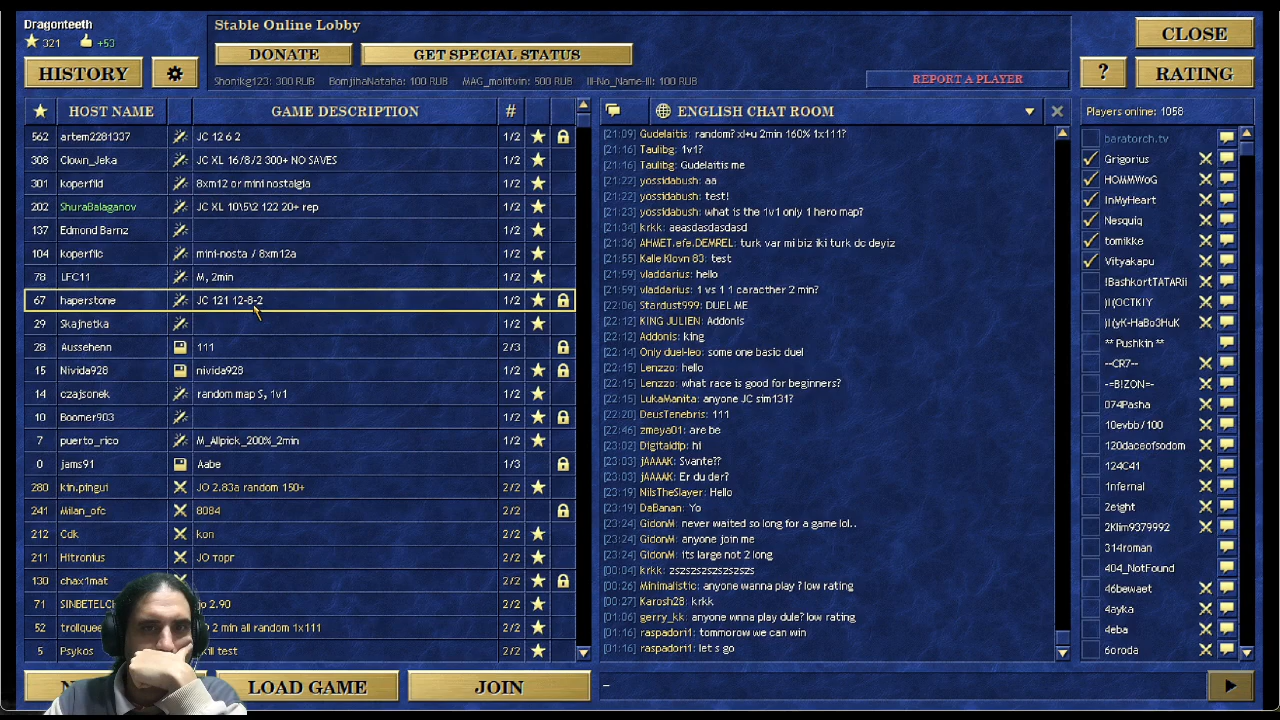 Dragonteeth
321 +53
HISTORY
Stable Online Lobby
DONATE
GET SPECIAL STATUS
Shonikg123: 300 RUB BomjihaNataha: 100 RUB MAG_molitvin: 500 RUB Ill-No_Name-Ill: 100 RUB
REPORT A PLAYER
CLOSE
?
RATING
HOST NAME GAME DESCRIPTION #
562 artem2281337 JC 12 6 2 1/2
308 Clown_Jeka JC XL 16/8/2 300+ NO SAVES 1/2
301 koperfild 8xm12 or mini nostalgia 1/2
202 ShuraBalaganov JC XL 10\5\2 122 20+ rep 1/2
137 Edmond Barnz 1/2
104 koperfilc mini-nosta / 8xm12a 1/2
78 LFC11 M, 2min 1/2
67 haperstone JC 121 12-8-2 1/2
29 Skajnetka 1/2
28 Aussehenn 111 2/3
15 Nivida928 nivida928 1/2
14 czajsonek random map S, 1v1 1/2
10 Boomer903 1/2
7 puerto_rico M_Allpick_200%_2min 1/2
0 jams91 Aabe 1/3
280 kin.pingui JO 2.83a random 150+ 2/2
241 Milan_ofc 8084 2/2
212 Cdk kon 2/2
211 Hitronius JO торг 2/2
130 chax1mat 2/2
71 SINBETELC jo 2.90 2/2
52 trollquee 2 min all random 1x111 2/2
5 Psykos kill test 2/2
LOAD GAME
JOIN
ENGLISH CHAT ROOM
[21:09] Gudelaitis: random? xl+u 2min 160% 1x111?
[21:16] Taulibg: 1v1?
[21:16] Taulibg: Gudelaitis me
[21:22] yossidabush: aa
[21:22] yossidabush: test!
[21:23] yossidabush: what is the 1v1 only 1 hero map?
[21:34] krkk: aeasdasdasdasd
[21:36] AHMET.efe.DEMREL: turk var mi biz iki turk dc deyiz
[21:55] Kalle Klovn 83: test
[21:59] vladdarius: hello
[21:59] vladdarius: 1 vs 1 1 caracther 2 min?
[22:06] Stardust999: DUEL ME
[22:12] KING JULIEN: Addonis
[22:12] Addonis: king
[22:14] Only duel-leo: some one basic duel
[22:15] Lenzzo: hello
[22:15] Lenzzo: what race is good for beginners?
[22:15] LukaManita: anyone JC sim131?
[22:20] DeusTenebris: 111
[22:46] zmeya01: are be
[23:02] Digitaldip: hi
[23:03] jAAAAK: Svante??
[23:03] jAAAAK: Er du der?
[23:19] NilsTheSlayer: Hello
[23:19] DaBanan: Yo
[23:24] GidonM: never waited so long for a game lol..
[23:24] GidonM: anyone join me
[23:24] GidonM: its large not 2 long
[00:04] krkk: zszszszszszszszs
[00:26] Minimalistic: anyone wanna play ? low rating
[00:27] Karosh28: krkk
[01:06] gerry_kk: anyone wnna play dule? low rating
[01:16] raspadori1: tommorow we can win
[01:16] raspadori1: let s go
Players online: 1058
baratorch.tv
Grigorius
HOMMWoG
InMyHeart
Nesquiq
tomikke
Vityakapu
!BashkortTATARii
)I{OCTKIY
)I{yK-HaBo3HuK
** Pushkin **
--CR7--
-=BIZON=-
074Pasha
10evbb / 100
120daceofsodom
124C41
1nfernal
2eight
2Klim9379992
314roman
404_NotFound
46bewaet
4ayka
4eba
6oroda